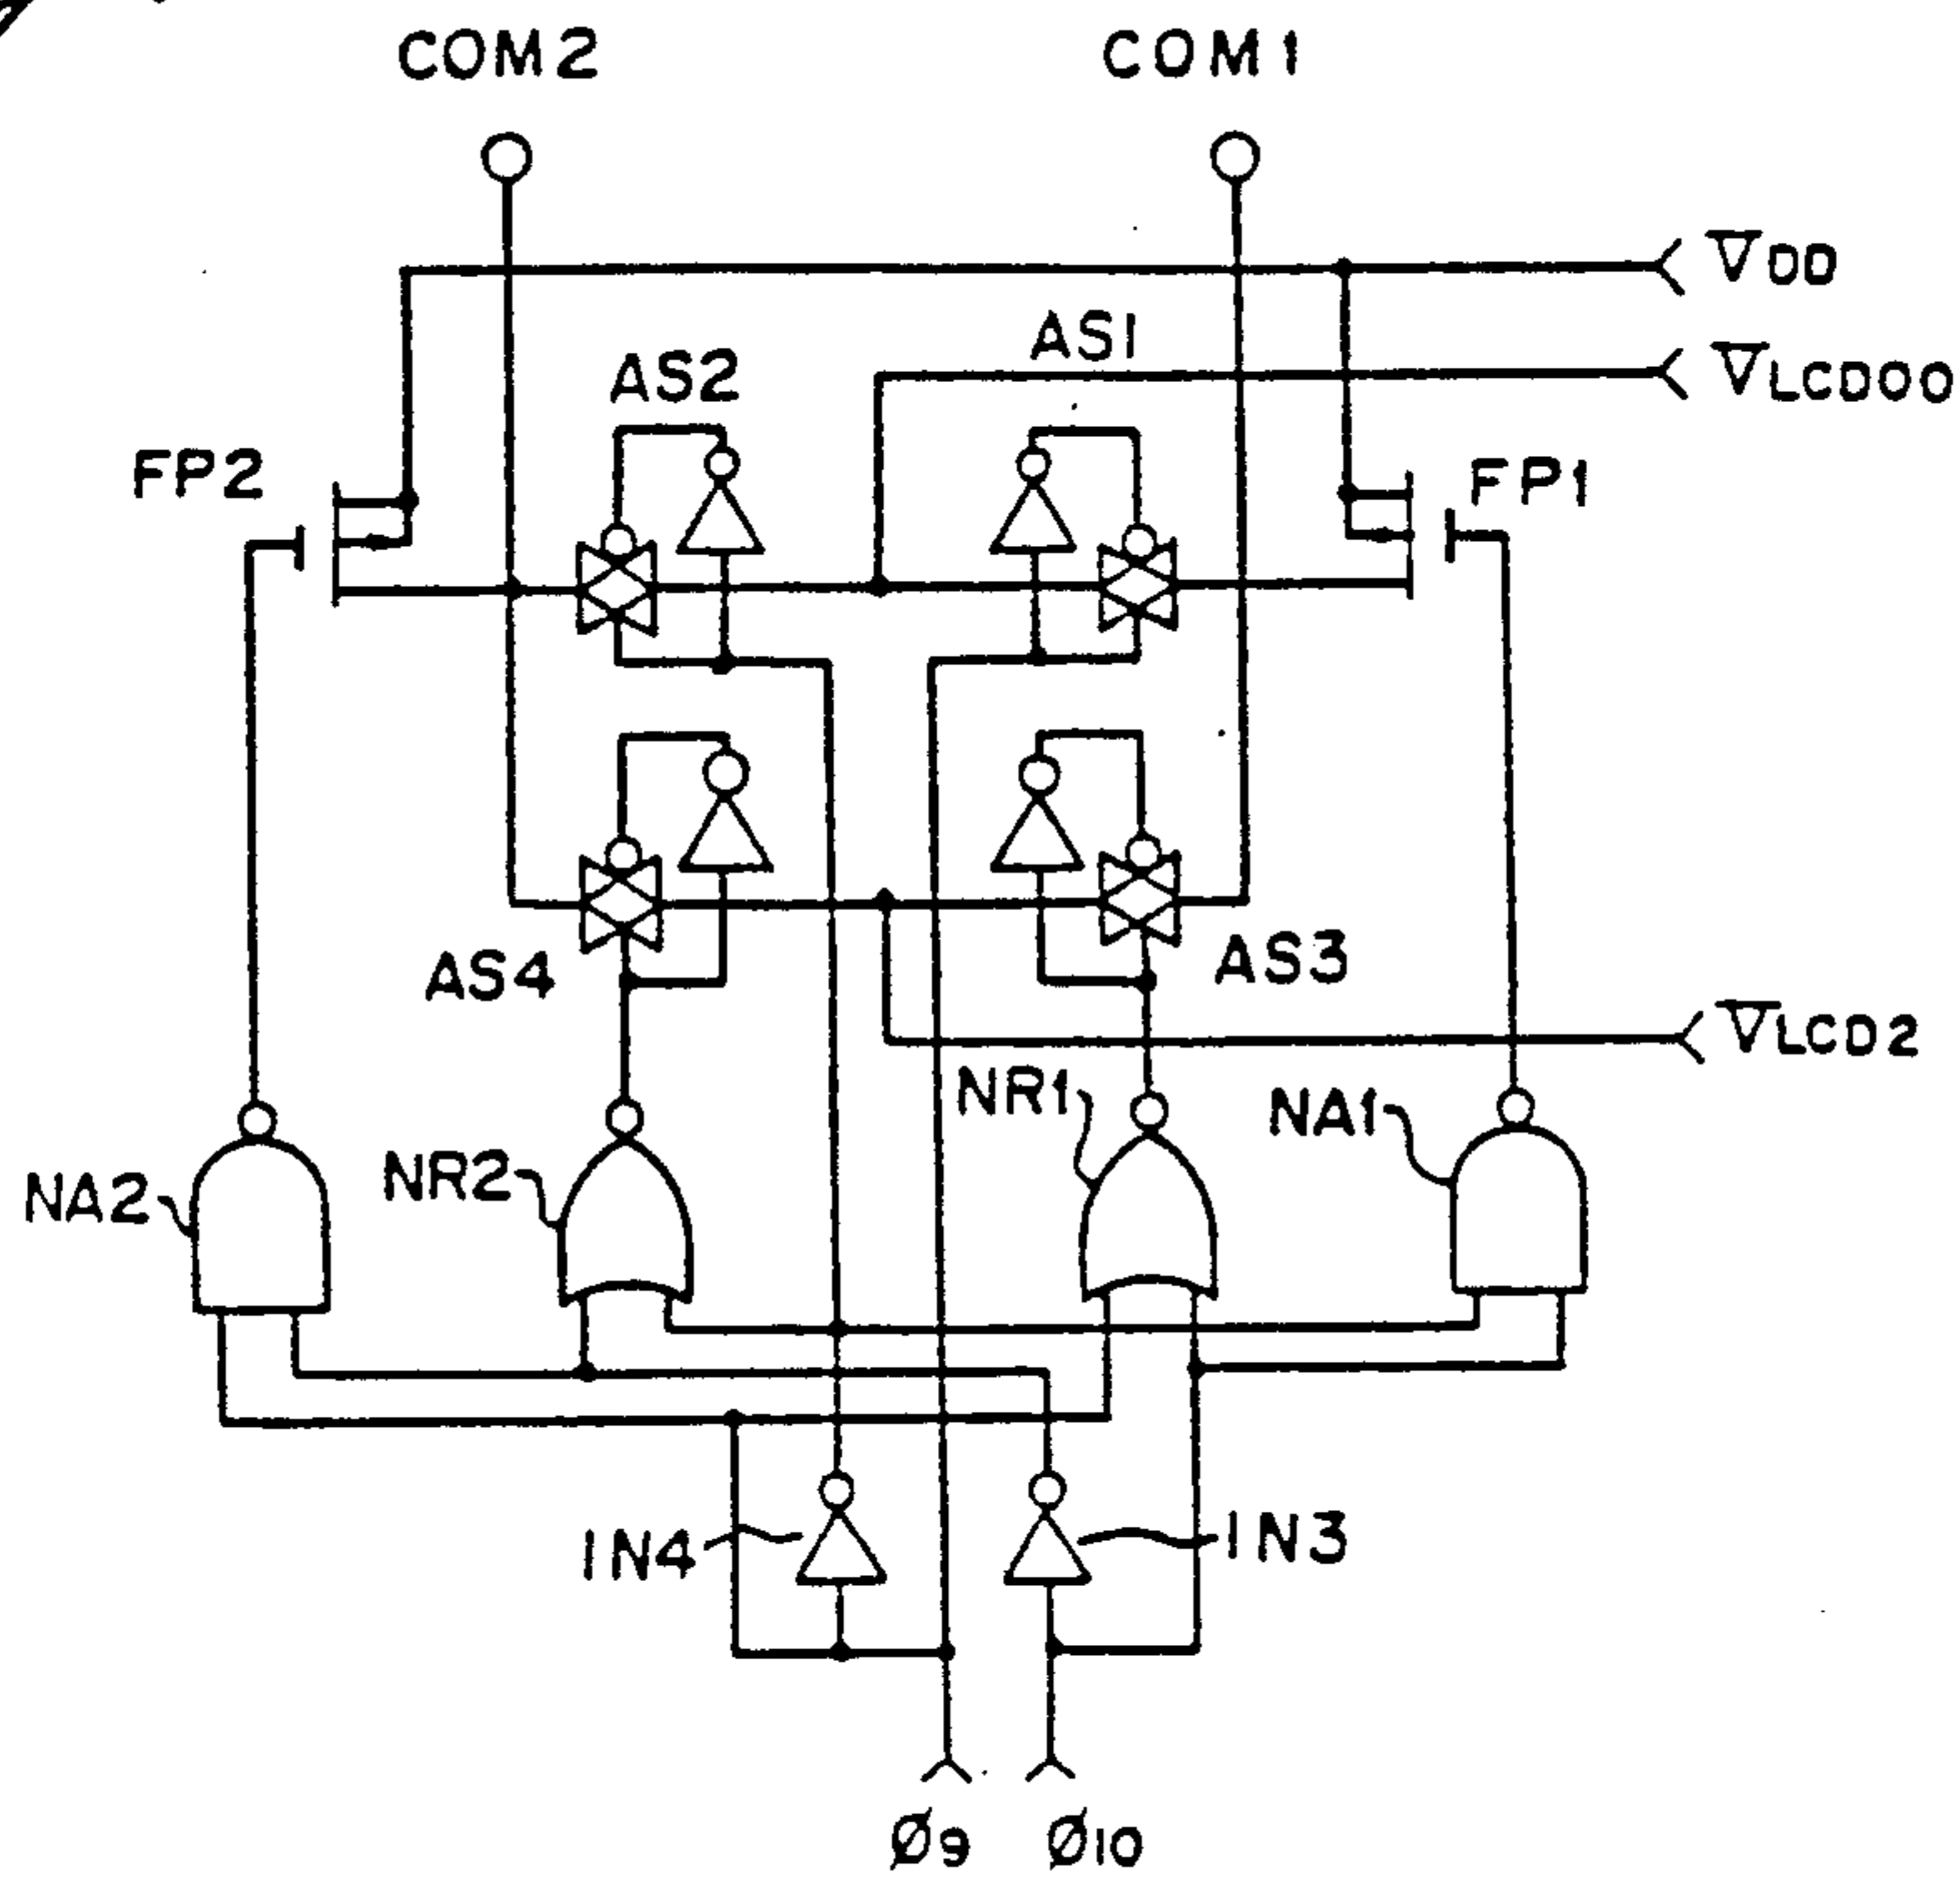 COM2
COM1
VDD
VLCD00
AS1
AS2
FP2
FP1
AS4
AS3
VLCD2
NR1
NA1
NR2
NA2
IN4
IN3
Ø9
Ø10